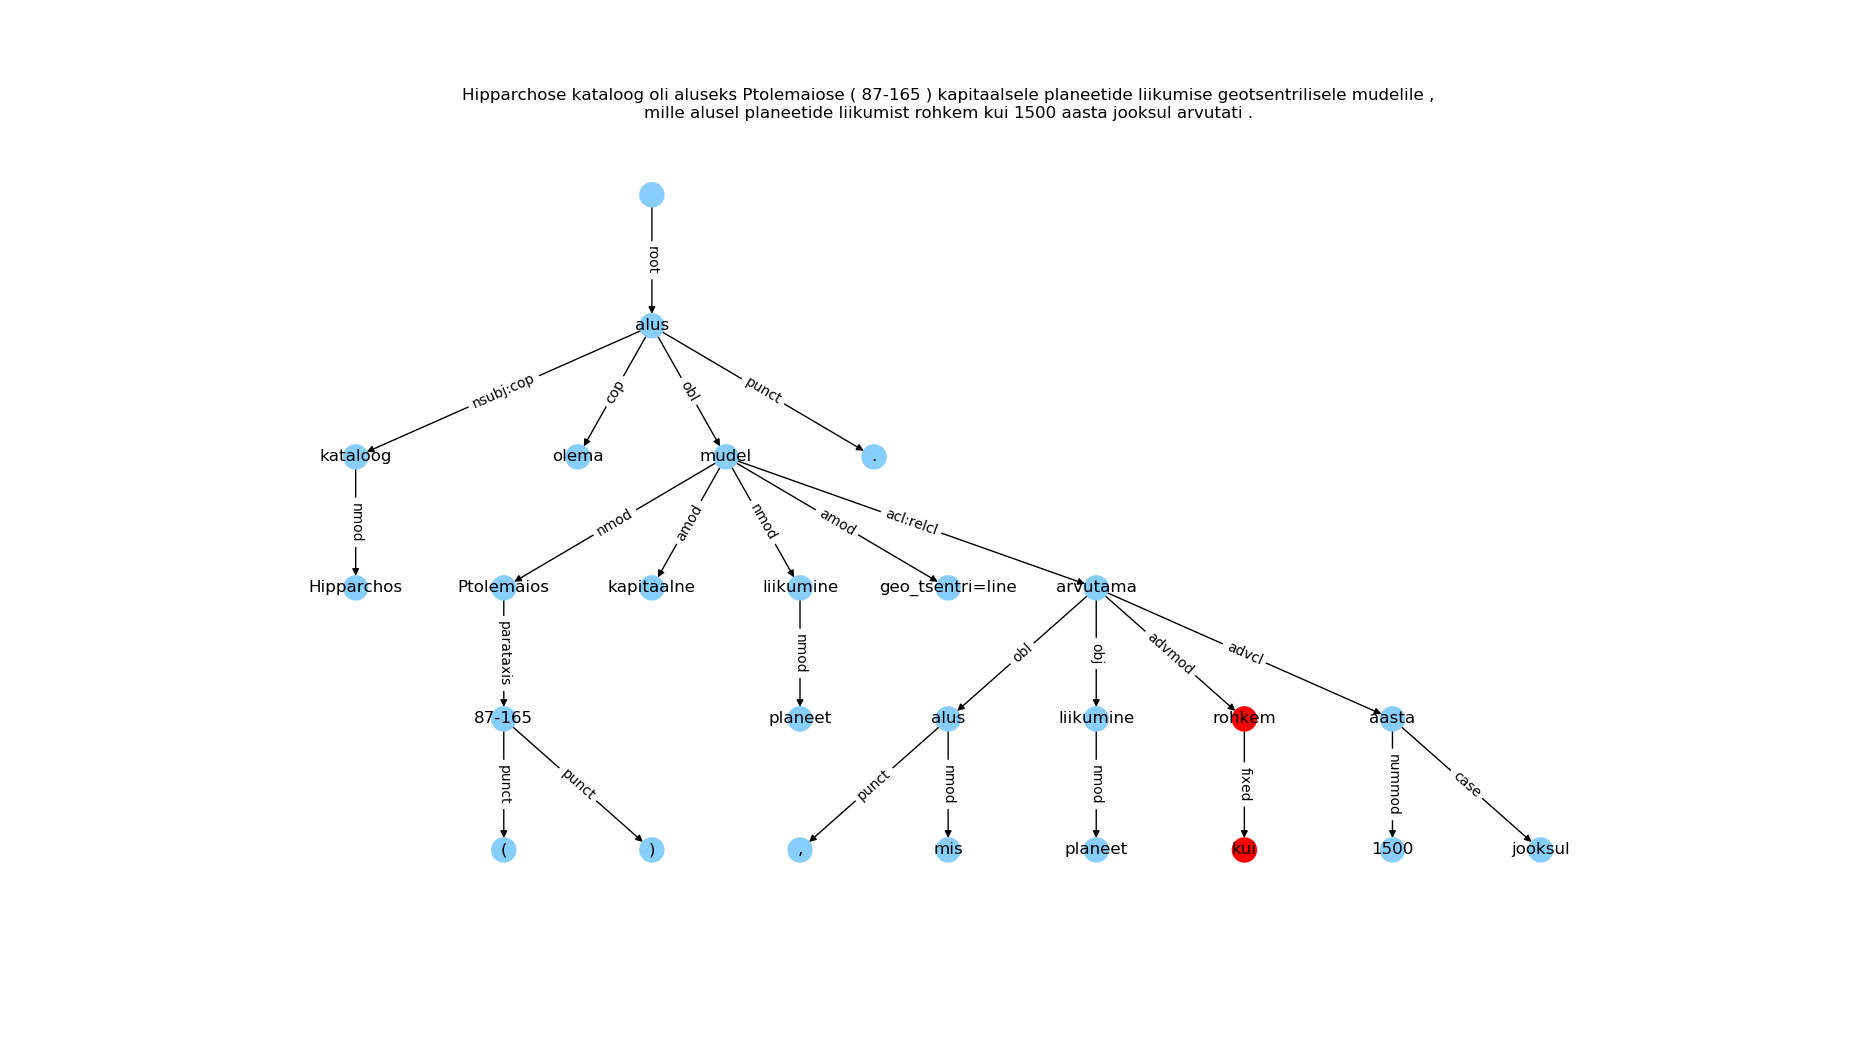 Hipparchose kataloog oli aluseks Ptolemaiose ( 87-165 ) kapitaalsele planeetide liikumise geotsentrilisele mudelile ,
mille alusel planeetide liikumist rohkem kui 1500 aasta jooksul arvutati .
root
alus
nsubj:cop cop obl punct
kataloog olema mudel .
nmod nmod amod nmod amod acl:relcl
Hipparchos Ptolemaios kapitaalne liikumine geo_tsentri=line arvutama
parataxis nmod obl obj advmod advcl
87-165 planeet alus liikumine rohkem aasta
punct punct punct nmod nmod fixed nummod case
( ) , mis planeet kui 1500 jooksul